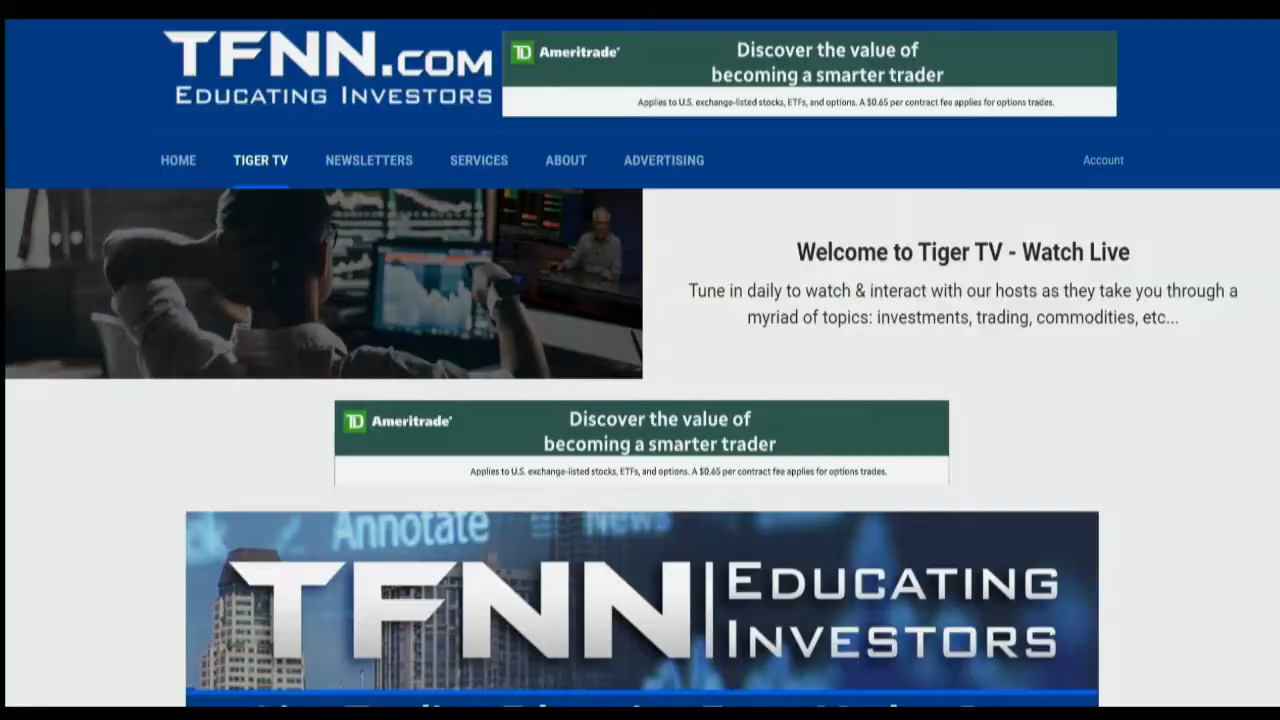 TFNN.COM
EDUCATING INVESTORS
TD Ameritrade
Discover the value of
becoming a smarter trader
Applies to U.S. exchange-listed stocks, ETFs, and options. A $0.65 per contract fee applies for options trades.
HOME TIGER TV NEWSLETTERS SERVICES ABOUT ADVERTISING Account
Welcome to Tiger TV - Watch Live
Tune in daily to watch & interact with our hosts as they take you through a
myriad of topics: investments, trading, commodities, etc...
TD Ameritrade
Discover the value of
becoming a smarter trader
Applies to U.S. exchange-listed stocks, ETFs, and options. A $0.65 per contract fee applies for options trades.
Annotate News
TFNN EDUCATING
INVESTORS